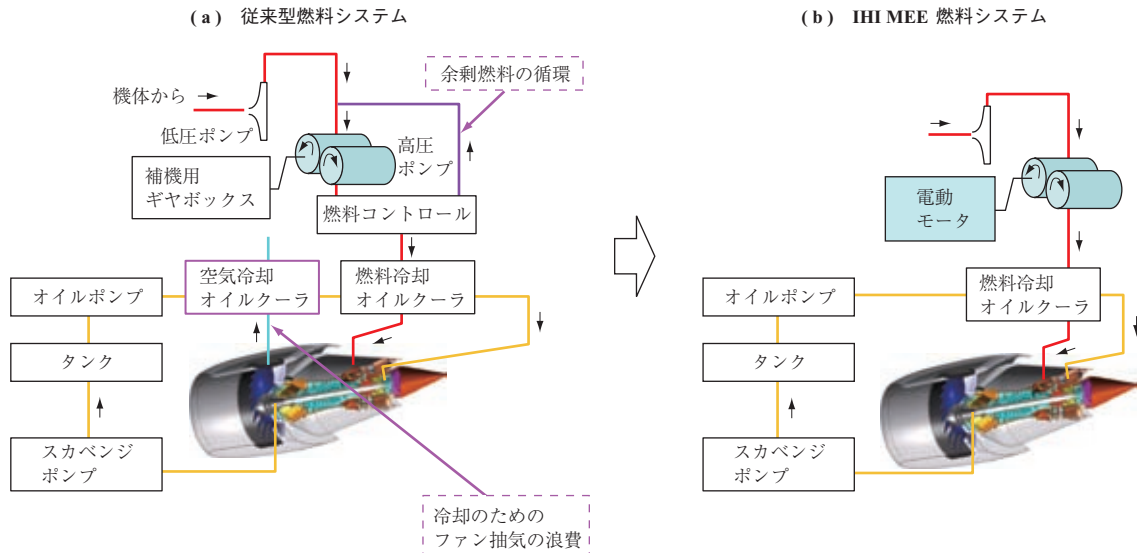 ( a ) 従来型燃料システム
余剰燃料の循環
機体から
低圧ポンプ
高圧
ポンプ
補機用
ギヤボックス
燃料コントロール
空気冷却
オイルクーラ
燃料冷却
オイルクーラ
オイルポンプ
タンク
スカベンジ
ポンプ
冷却のための
ファン抽気の浪費
( b ) IHI MEE 燃料システム
電動
モータ
燃料冷却
オイルクーラ
オイルポンプ
タンク
スカベンジ
ポンプ